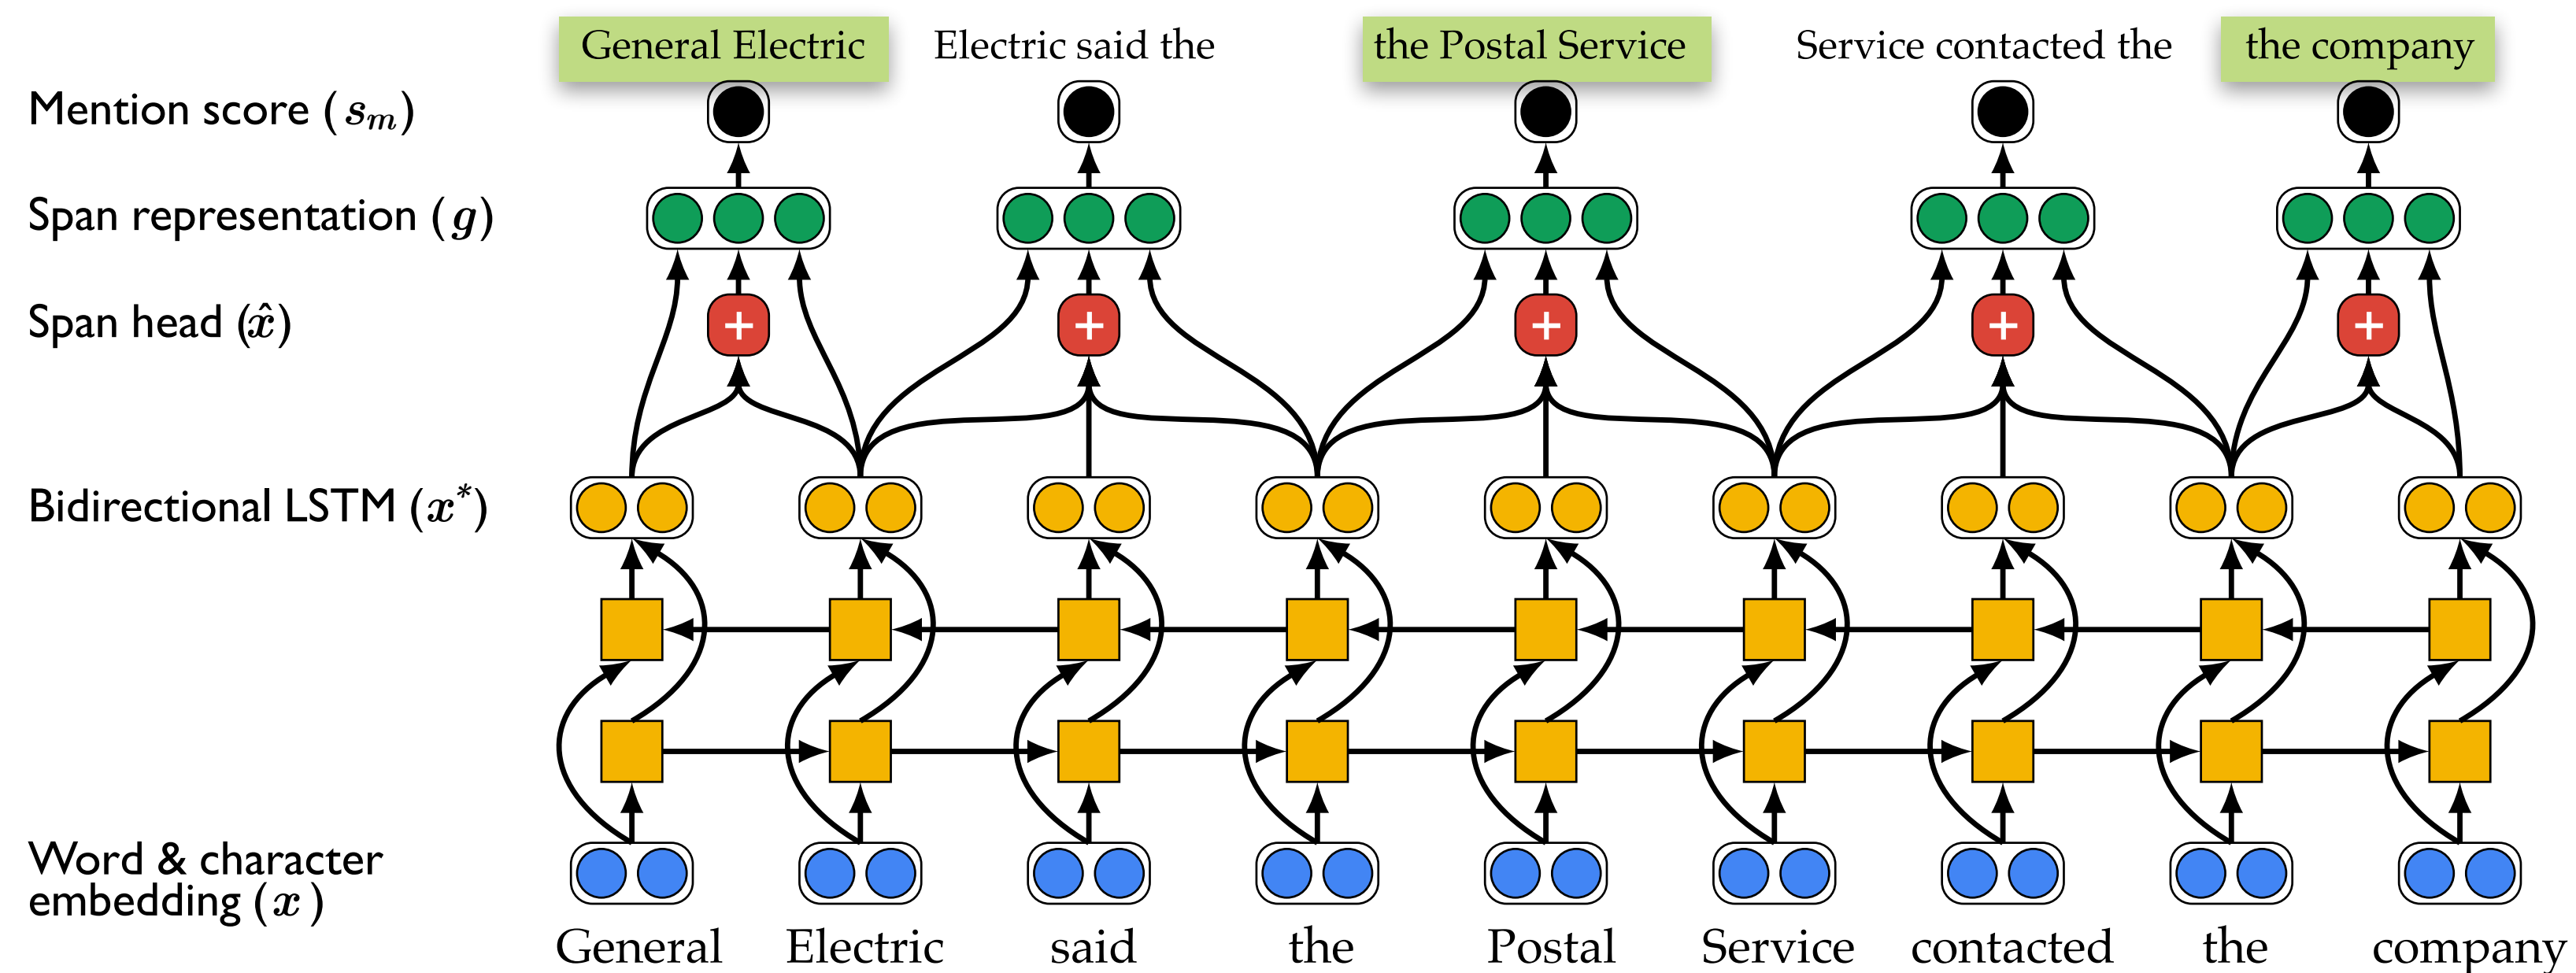 General Electric Electric said the the Postal Service Service contacted the the company
Mention score (s_m)
Span representation (g)
Span head (x̂)
+ + + + +
Bidirectional LSTM (x*)
Word & character
embedding (x)
General Electric said the Postal Service contacted the company